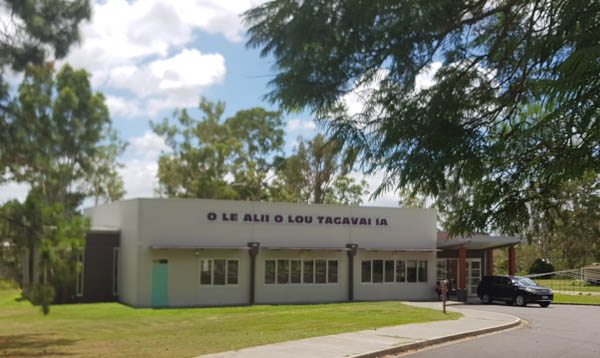 O LE ALII O LOU TAGAVAI IA